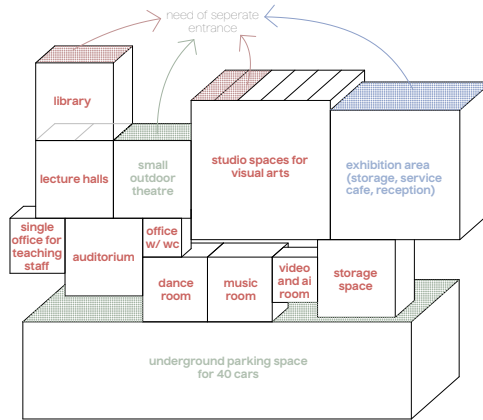 need of seperate
entrance
library
lecture halls
small
outdoor
theatre
studio spaces for
visual arts
exhibition area
(storage, service
cafe, reception)
single
office for
teaching
staff
auditorium
office
w/ wc
dance
room
music
room
video
and ai
room
storage
space
underground parking space
for 40 cars